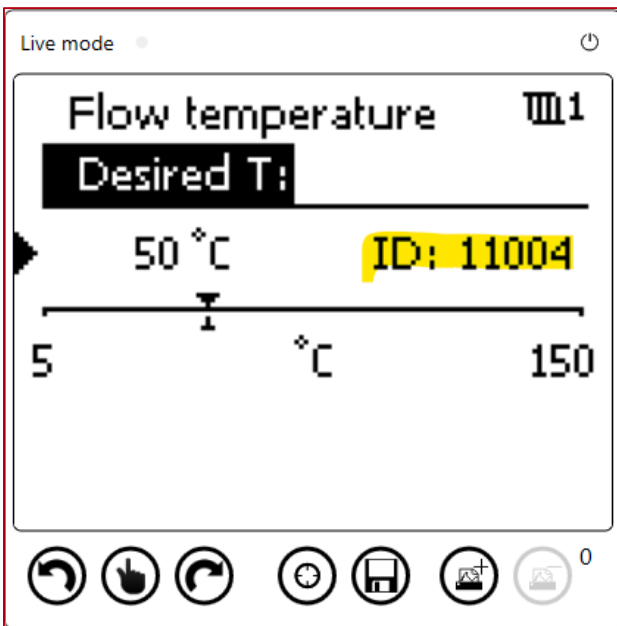 Live mode
Flow temperature 1
Desired T:
50 °C ID: 11004
5 °C 150
0